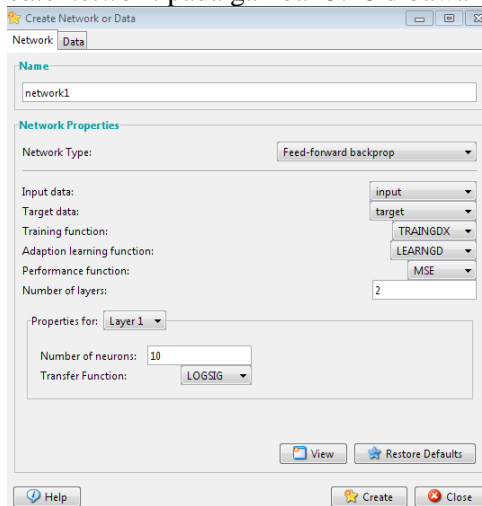 Create Network or Data
Network Data
Name
network1
Network Properties
Network Type: Feed-forward backprop
Input data: input
Target data: target
Training function: TRAINGDX
Adaption learning function: LEARNGD
Performance function: MSE
Number of layers: 2
Properties for: Layer 1
Number of neurons: 10
Transfer Function: LOGSIG
View Restore Defaults
Help Create Close